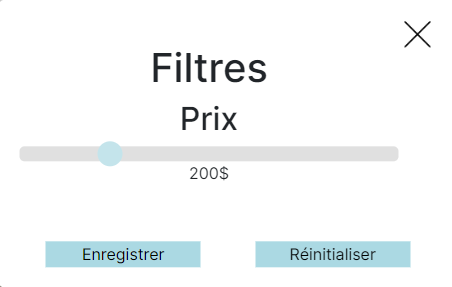 Filtres
Prix
200$
Enregistrer
Réinitialiser